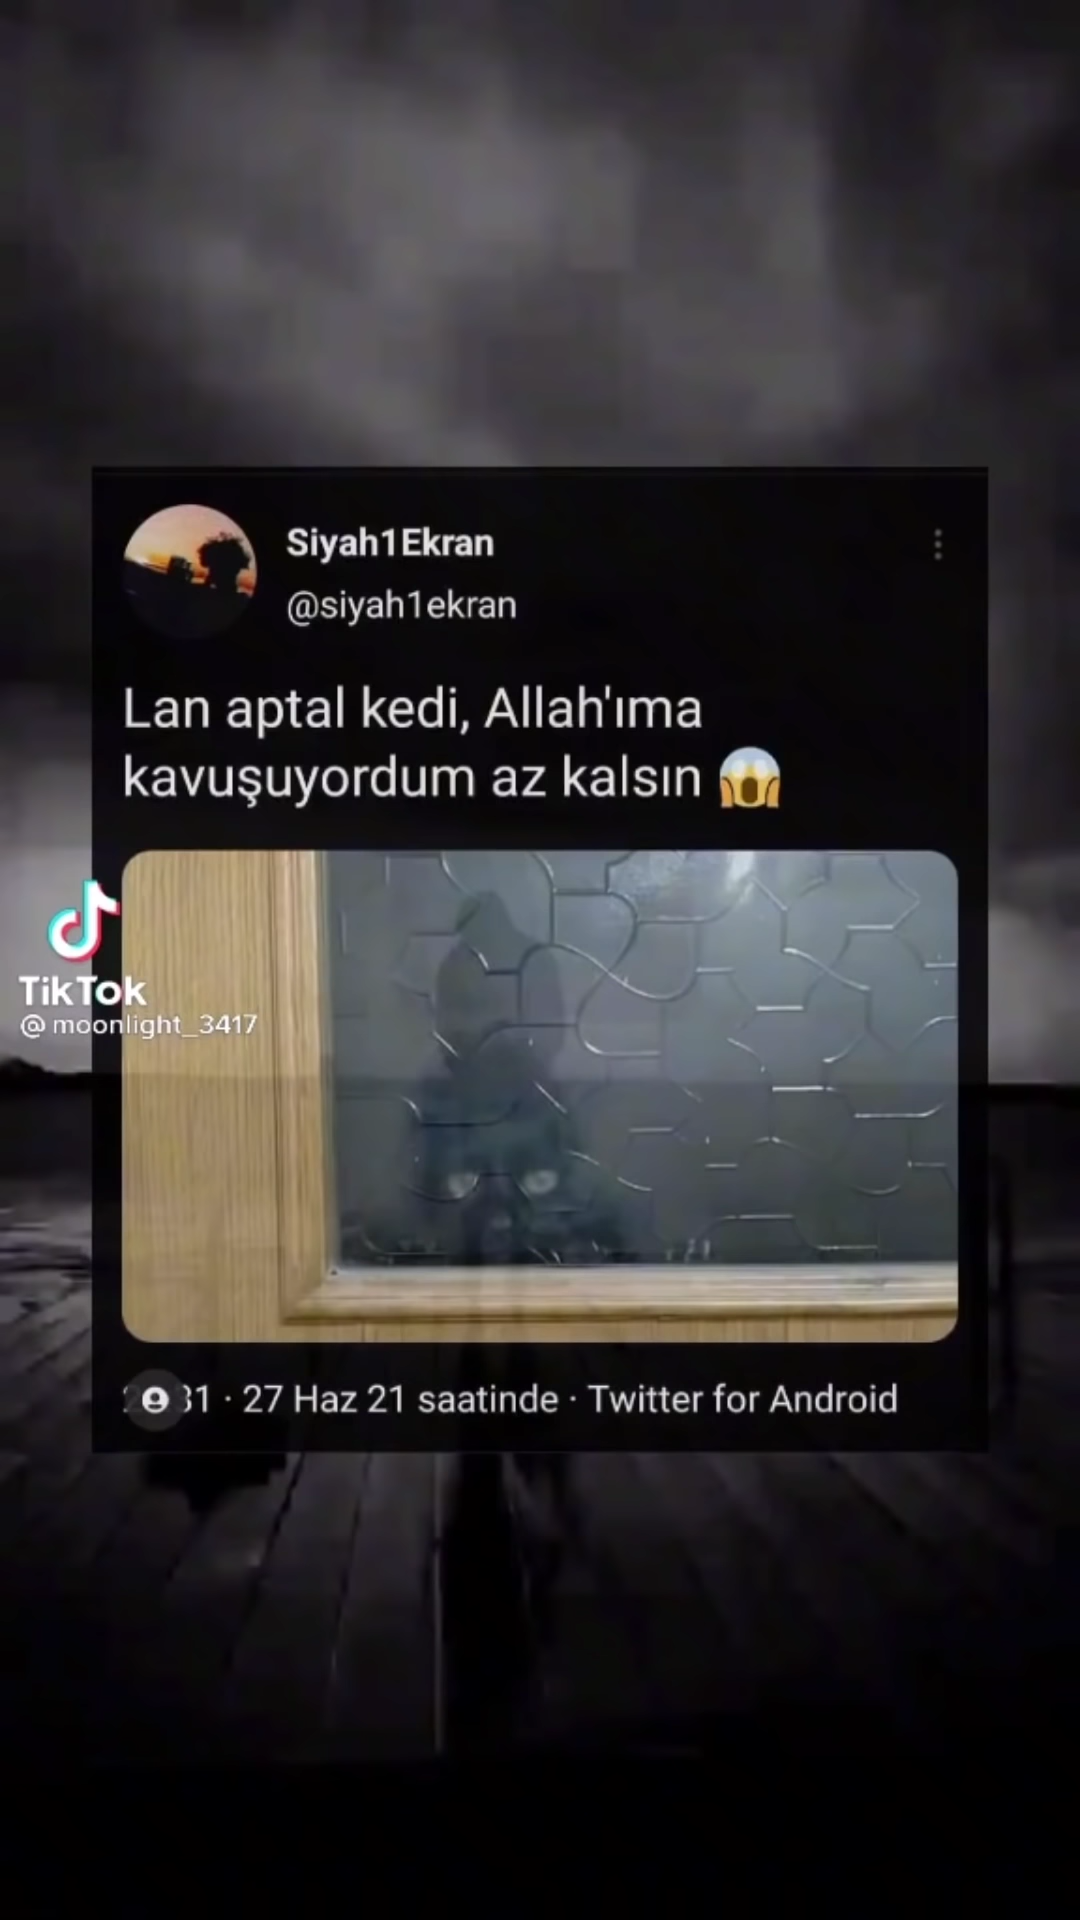 Siyah1Ekran
@siyah1ekran
Lan aptal kedi, Allah'ıma
kavuşuyordum az kalsın
TikTok
@ moonlight_3417
31 · 27 Haz 21 saatinde · Twitter for Android